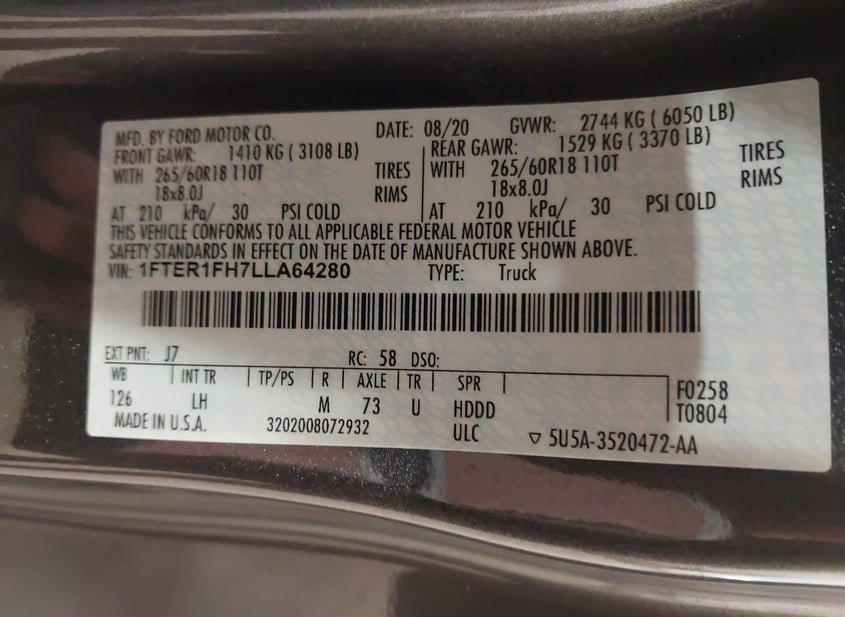 MFD. BY FORD MOTOR CO. DATE: 08/20 GVWR: 2744 KG ( 6050 LB)
FRONT GAWR: 1410 KG ( 3108 LB) REAR GAWR: 1529 KG ( 3370 LB)
WITH 265/60R18 110T TIRES WITH 265/60R18 110T TIRES
18x8.0J RIMS 18x8.0J RIMS
AT 210 kPa/ 30 PSI COLD AT 210 kPa/ 30 PSI COLD
THIS VEHICLE CONFORMS TO ALL APPLICABLE FEDERAL MOTOR VEHICLE
SAFETY STANDARDS IN EFFECT ON THE DATE OF MANUFACTURE SHOWN ABOVE.
VIN: 1FTER1FH7LLA64280 TYPE: Truck
EXT PNT: J7 RC: 58 DSO:
WB INT TR TP/PS R AXLE TR SPR F0258
126 LH M 73 U HDDD T0804
MADE IN U.S.A. 3202008072932 ULC ▽ 5U5A-3520472-AA